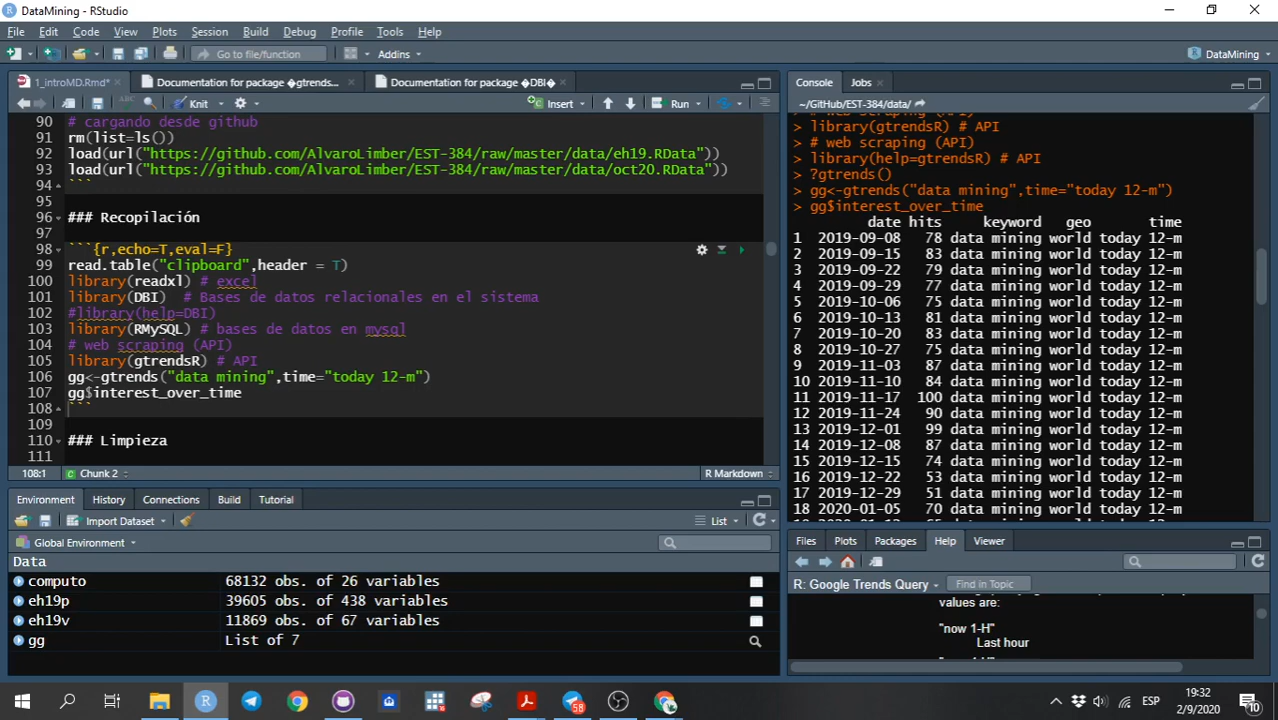 DataMining - RStudio
File Edit Code View Plots Session Build Debug Profile Tools Help
Go to file/function Addins DataMining
1_introMD.Rmd* Documentation for package �gtrends... Documentation for package �DBI�
Knit Insert Run
90 # cargando desde github
91 rm(list=ls())
92 load(url("https://github.com/AlvaroLimber/EST-384/raw/master/data/eh19.RData"))
93 load(url("https://github.com/AlvaroLimber/EST-384/raw/master/data/oct20.RData"))
94 ```
95
96 ### Recopilación
97
98 ```{r,echo=T,eval=F}
99 read.table("clipboard",header = T)
100 library(readxl) # excel
101 library(DBI)  # Bases de datos relacionales en el sistema
102 #library(help=DBI)
103 library(RMySQL) # bases de datos en mysql
104 # web scraping (API)
105 library(gtrendsR) # API
106 gg<-gtrends("data mining",time="today 12-m")
107 gg$interest_over_time
108 ```
109
110 ### Limpieza
111
108:1 Chunk 2 R Markdown
Console Jobs
~/GitHub/EST-384/data/
> library(gtrendsR) # API
> # web scraping (API)
> library(help=gtrendsR) # API
> ?gtrends()
> gg<-gtrends("data mining",time="today 12-m")
> gg$interest_over_time
date hits keyword geo time
1 2019-09-08 78 data mining world today 12-m
2 2019-09-15 83 data mining world today 12-m
3 2019-09-22 79 data mining world today 12-m
4 2019-09-29 77 data mining world today 12-m
5 2019-10-06 75 data mining world today 12-m
6 2019-10-13 81 data mining world today 12-m
7 2019-10-20 83 data mining world today 12-m
8 2019-10-27 75 data mining world today 12-m
9 2019-11-03 87 data mining world today 12-m
10 2019-11-10 84 data mining world today 12-m
11 2019-11-17 100 data mining world today 12-m
12 2019-11-24 90 data mining world today 12-m
13 2019-12-01 99 data mining world today 12-m
14 2019-12-08 87 data mining world today 12-m
15 2019-12-15 74 data mining world today 12-m
16 2019-12-22 53 data mining world today 12-m
17 2019-12-29 51 data mining world today 12-m
18 2020-01-05 70 data mining world today 12-m
Environment History Connections Build Tutorial
Import Dataset List
Global Environment
Data
computo 68132 obs. of 26 variables
eh19p 39605 obs. of 438 variables
eh19v 11869 obs. of 67 variables
gg List of 7
Files Plots Packages Help Viewer
R: Google Trends Query Find in Topic
values are:
"now 1-H"
Last hour
58
ESP
19:32
2/9/2020
10